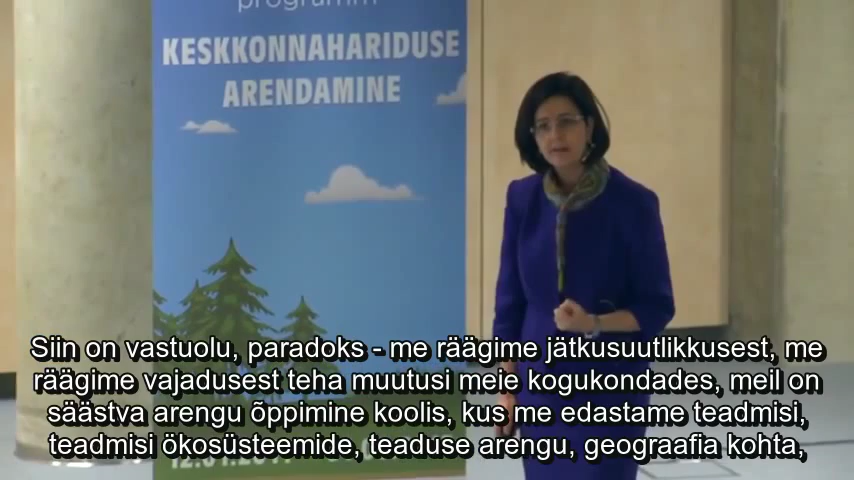 programm
KESKKONNAHARIDUSE
ARENDAMINE
Siin on vastuolu, paradoks - me räägime jätkusuutlikkusest, me
räägime vajadusest teha muutusi meie kogukondades, meil on
säästva arengu õppimine koolis, kus me edastame teadmisi,
teadmisi ökosüsteemide, teaduse arengu, geograafia kohta,